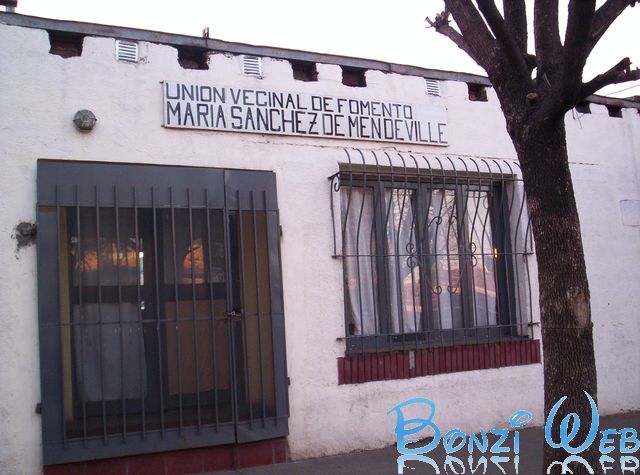 UNION VECINAL DE FOMENTO
MARIA SANCHEZ DE MENDEVILLE
Bonzi Web